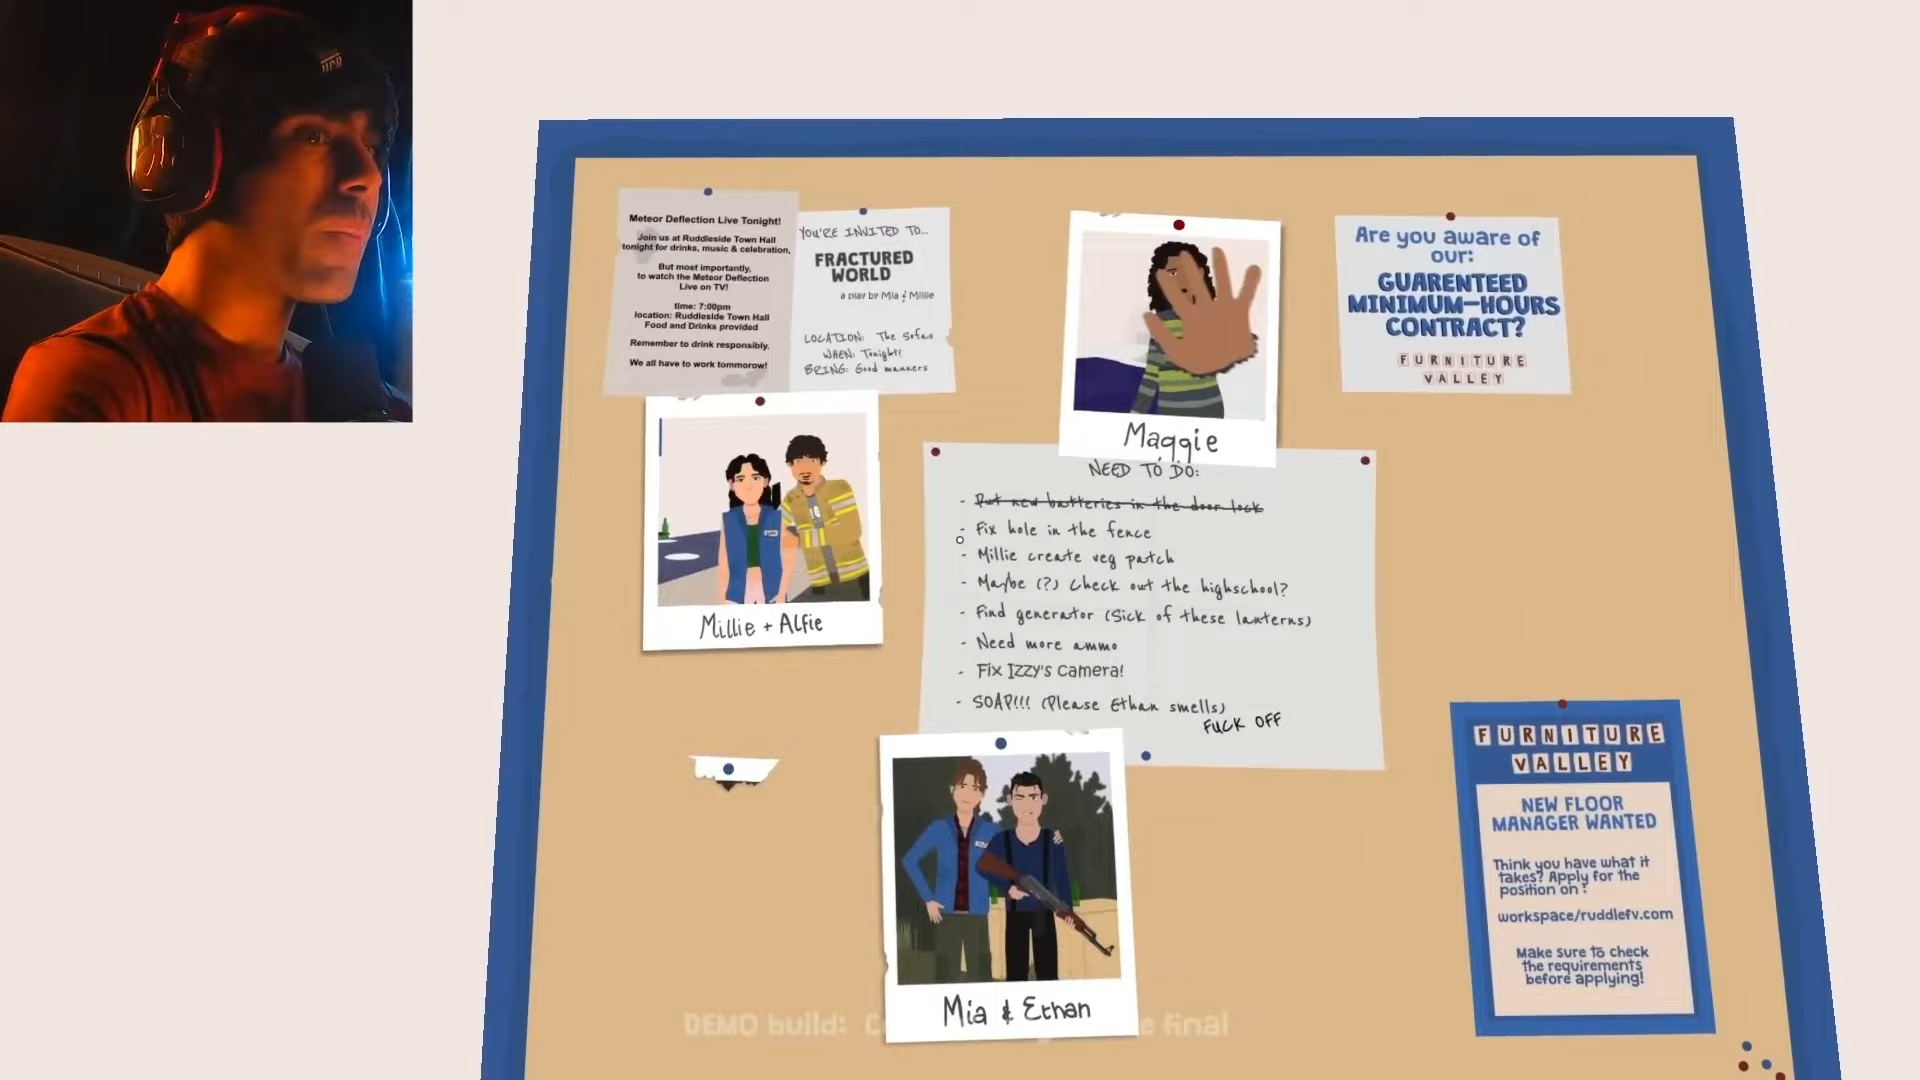 Meteor Deflection Live Tonight!
Join us at Ruddleside Town Hall
tonight for drinks, music & celebration,
But most importantly,
to watch the Meteor Deflection
Live on TV!
time: 7:00pm
location: Ruddleside Town Hall
Food and Drinks provided
Remember to drink responsibly.
We all have to work tommorow!
YOU'RE INVITED TO...
FRACTURED
WORLD
a play by Mia & Millie
LOCATION: The Sofas
WHEN: Tonight!
BRING: Good manners
Maggie
Are you aware of
our:
GUARENTEED
MINIMUM-HOURS
CONTRACT?
FURNITURE
VALLEY
Millie + Alfie
NEED TO DO:
- Put new batteries in the door lock
- Fix hole in the fence
- Millie create veg patch
- Maybe (?) Check out the highschool?
- Find generator (Sick of these lanterns)
- Need more ammo
- Fix Izzy's Camera!
- SOAP!!! (Please Ethan smells)
FUCK OFF
Mia & Ethan
FURNITURE
VALLEY
NEW FLOOR
MANAGER WANTED
Think you have what it
takes? Apply for the
position on:
workspace/ruddlefv.com
Make sure to check
the requirements
before applying!
DEMO build: final